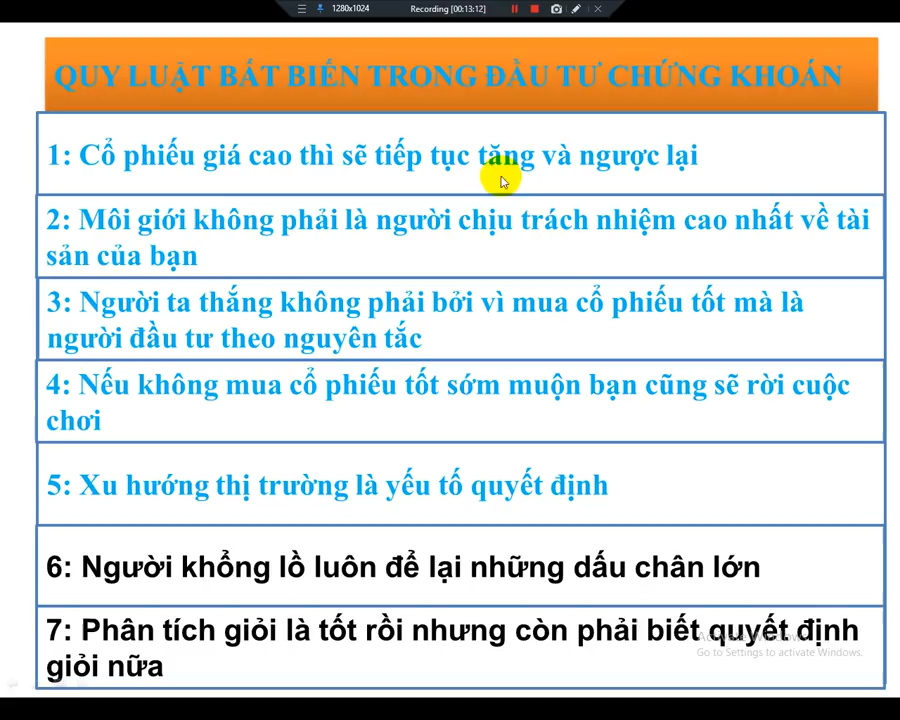 1280x1024 Recording [00:13:12]
QUY LUẬT BẤT BIẾN TRONG ĐẦU TƯ CHỨNG KHOÁN
1: Cổ phiếu giá cao thì sẽ tiếp tục tăng và ngược lại
2: Môi giới không phải là người chịu trách nhiệm cao nhất về tài
sản của bạn
3: Người ta thắng không phải bởi vì mua cổ phiếu tốt mà là
người đầu tư theo nguyên tắc
4: Nếu không mua cổ phiếu tốt sớm muộn bạn cũng sẽ rời cuộc
chơi
5: Xu hướng thị trường là yếu tố quyết định
6: Người khổng lồ luôn để lại những dấu chân lớn
7: Phân tích giỏi là tốt rồi nhưng còn phải biết quyết định
giỏi nữa
Activate Windows
Go to Settings to activate Windows.